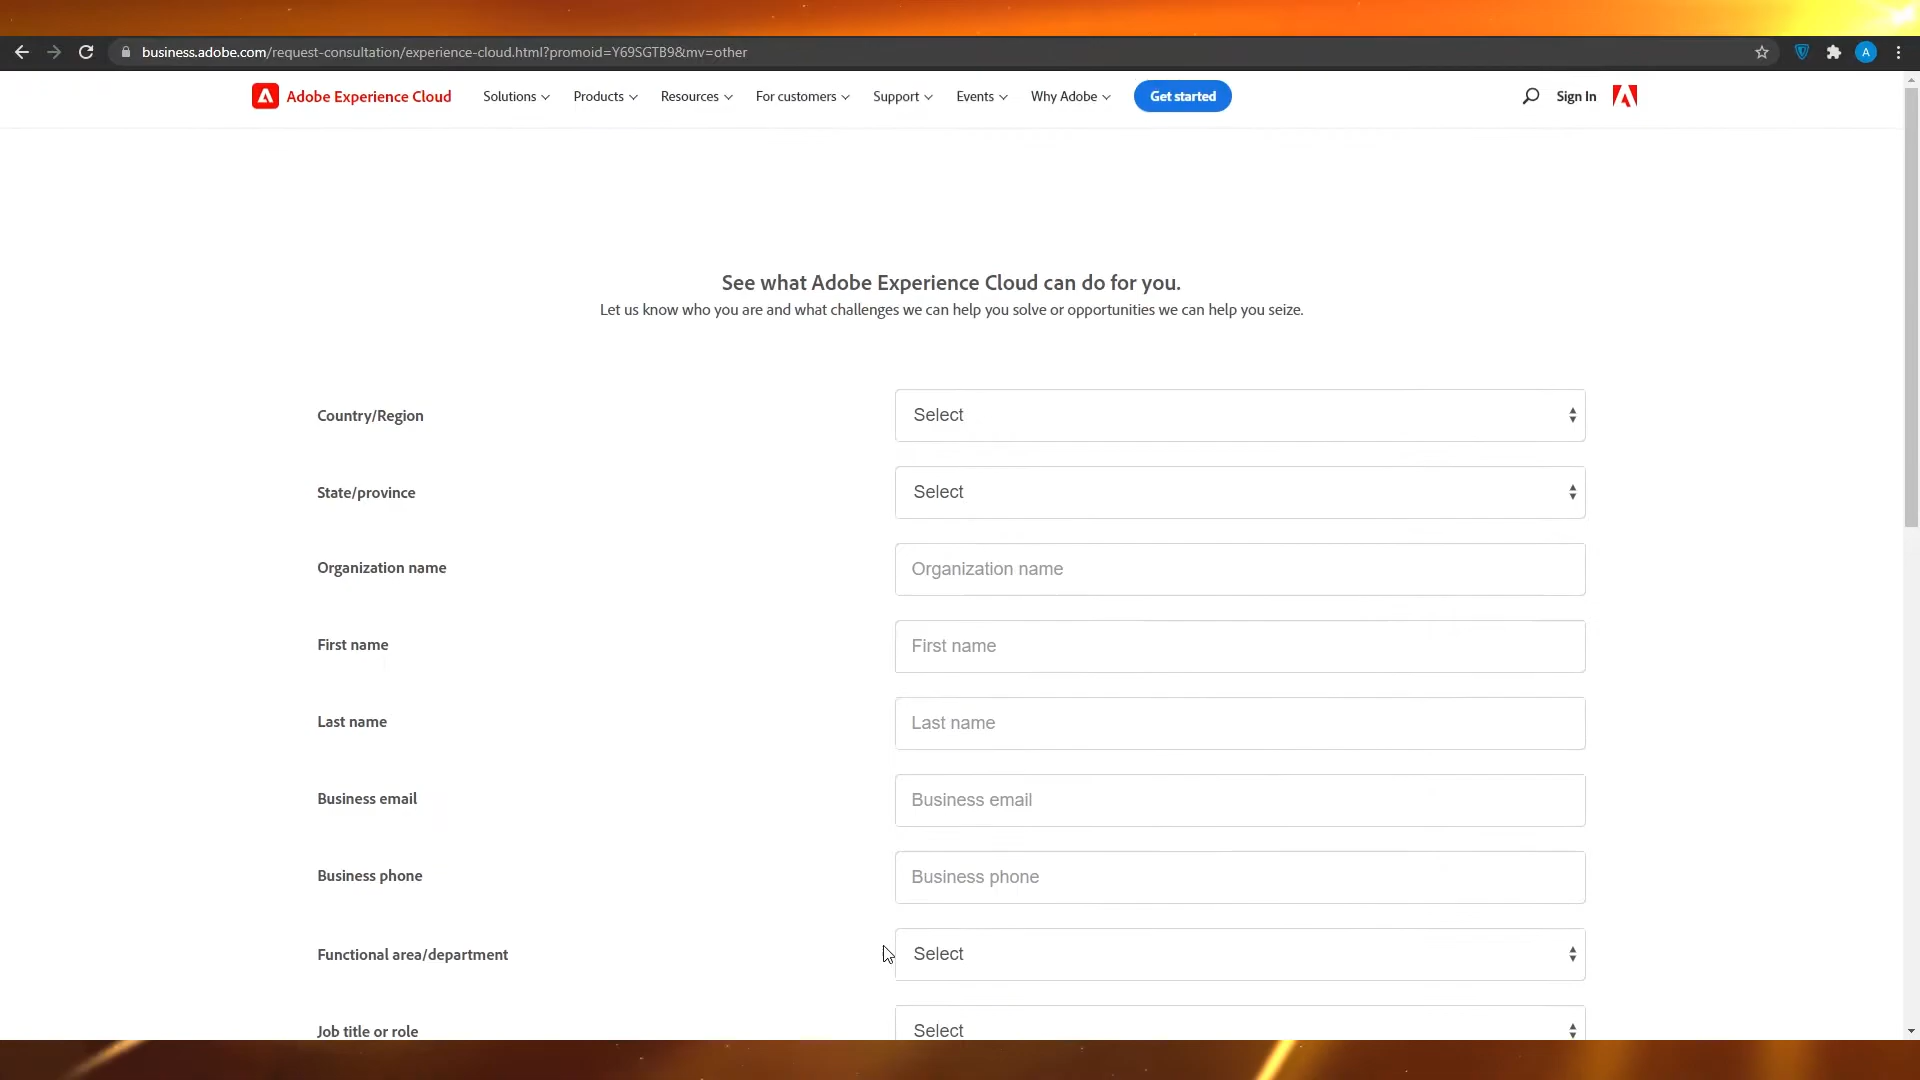 business.adobe.com/request-consultation/experience-cloud.html?promoid=Y69SGTB9&mv=other
A
Adobe Experience Cloud
Solutions
Products
Resources
For customers
Support
Events
Why Adobe
Get started
Sign In
See what Adobe Experience Cloud can do for you.
Let us know who you are and what challenges we can help you solve or opportunities we can help you seize.
Country/Region
Select
State/province
Select
Organization name
Organization name
First name
First name
Last name
Last name
Business email
Business email
Business phone
Business phone
Functional area/department
Select
Job title or role
Select